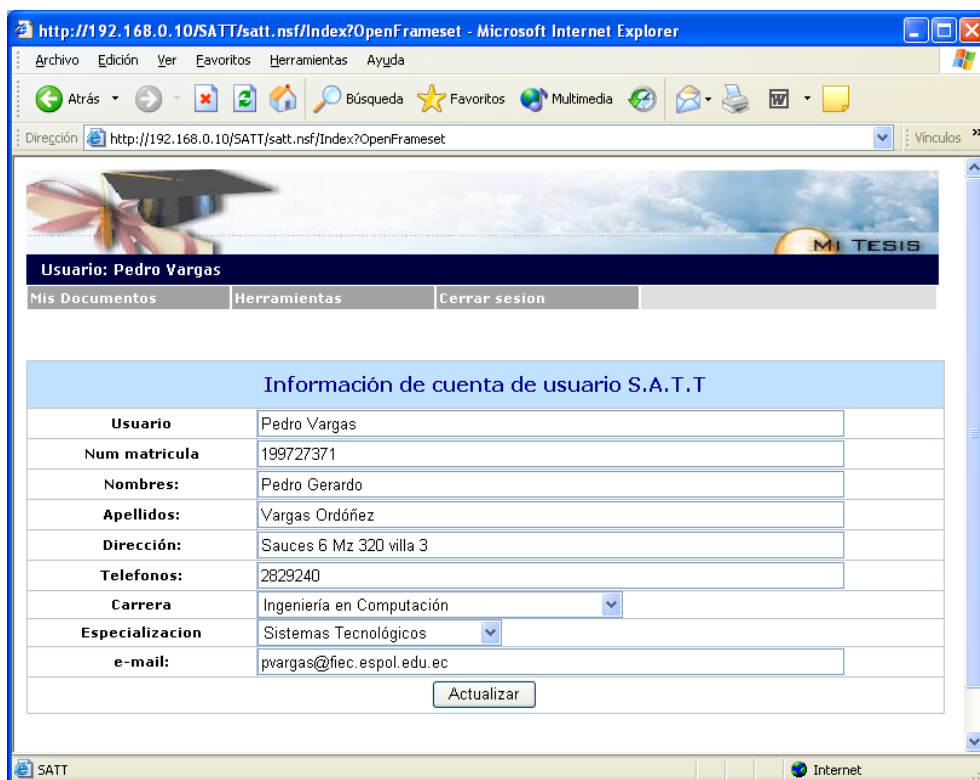 http://192.168.0.10/SATT/satt.nsf/Index?OpenFrameset - Microsoft Internet Explorer
Archivo Edición Ver Favoritos Herramientas Ayuda
Atrás Búsqueda Favoritos Multimedia
Dirección http://192.168.0.10/SATT/satt.nsf/Index?OpenFrameset Vínculos »
MI TESIS
Usuario: Pedro Vargas
Mis Documentos Herramientas Cerrar sesion
Información de cuenta de usuario S.A.T.T
Usuario Pedro Vargas
Num matricula 199727371
Nombres: Pedro Gerardo
Apellidos: Vargas Ordóñez
Dirección: Sauces 6 Mz 320 villa 3
Telefonos: 2829240
Carrera Ingeniería en Computación
Especializacion Sistemas Tecnológicos
e-mail: pvargas@fiec.espol.edu.ec
Actualizar
SATT Internet